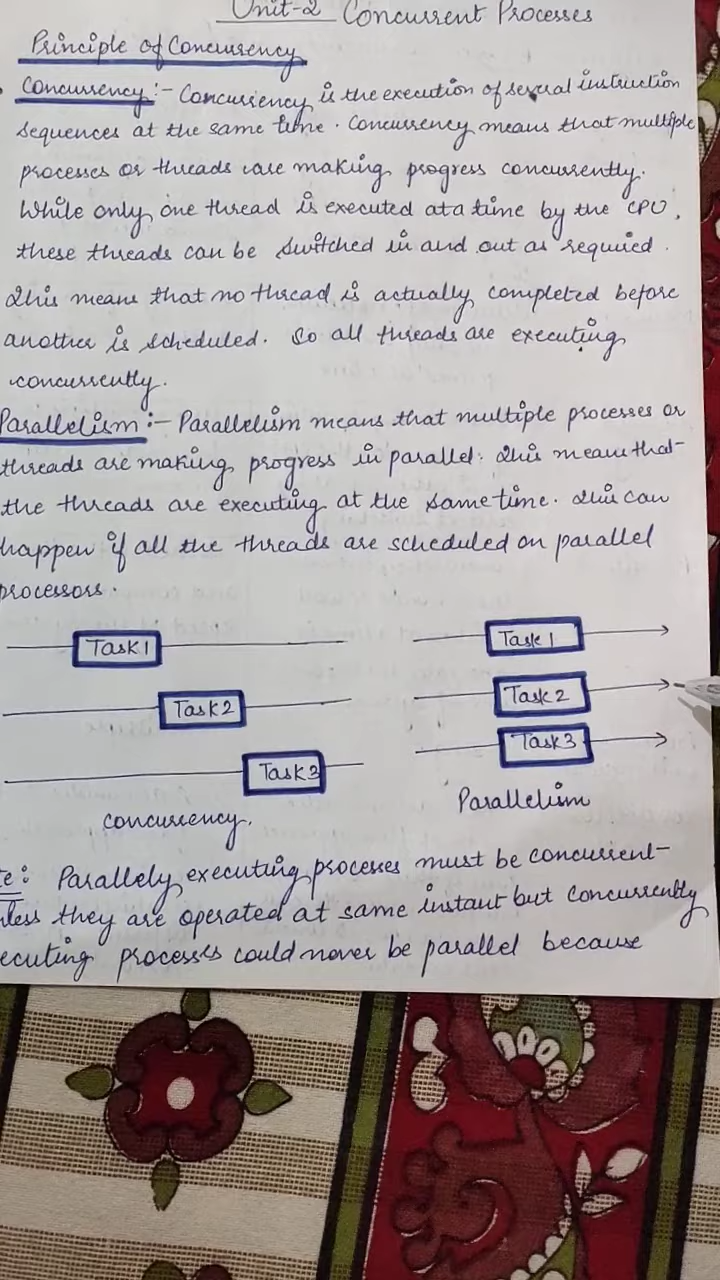 Unit-2 Concurrent Processes
Principle of Concurrency
Concurrency:- Concurrency is the execution of several instruction
sequences at the same time. Concurrency means that multiple
processes or threads are making progress concurrently.
While only one thread is executed at a time by the CPU,
these threads can be switched in and out as required.
This means that no thread is actually completed before
another is scheduled. So all threads are executing
concurrently.
Parallelism:- Parallelism means that multiple processes or
threads are making progress in parallel. This means that
the threads are executing at the same time. This can
happen if all the threads are scheduled on parallel
processors.
Task1
Task2
Task3
concurrency.
Task1
Task2
Task3
Parallelism
te: Parallely executing processes must be concurrent
nless they are operated at same instant but concurrently
ecuting processes could never be parallel because